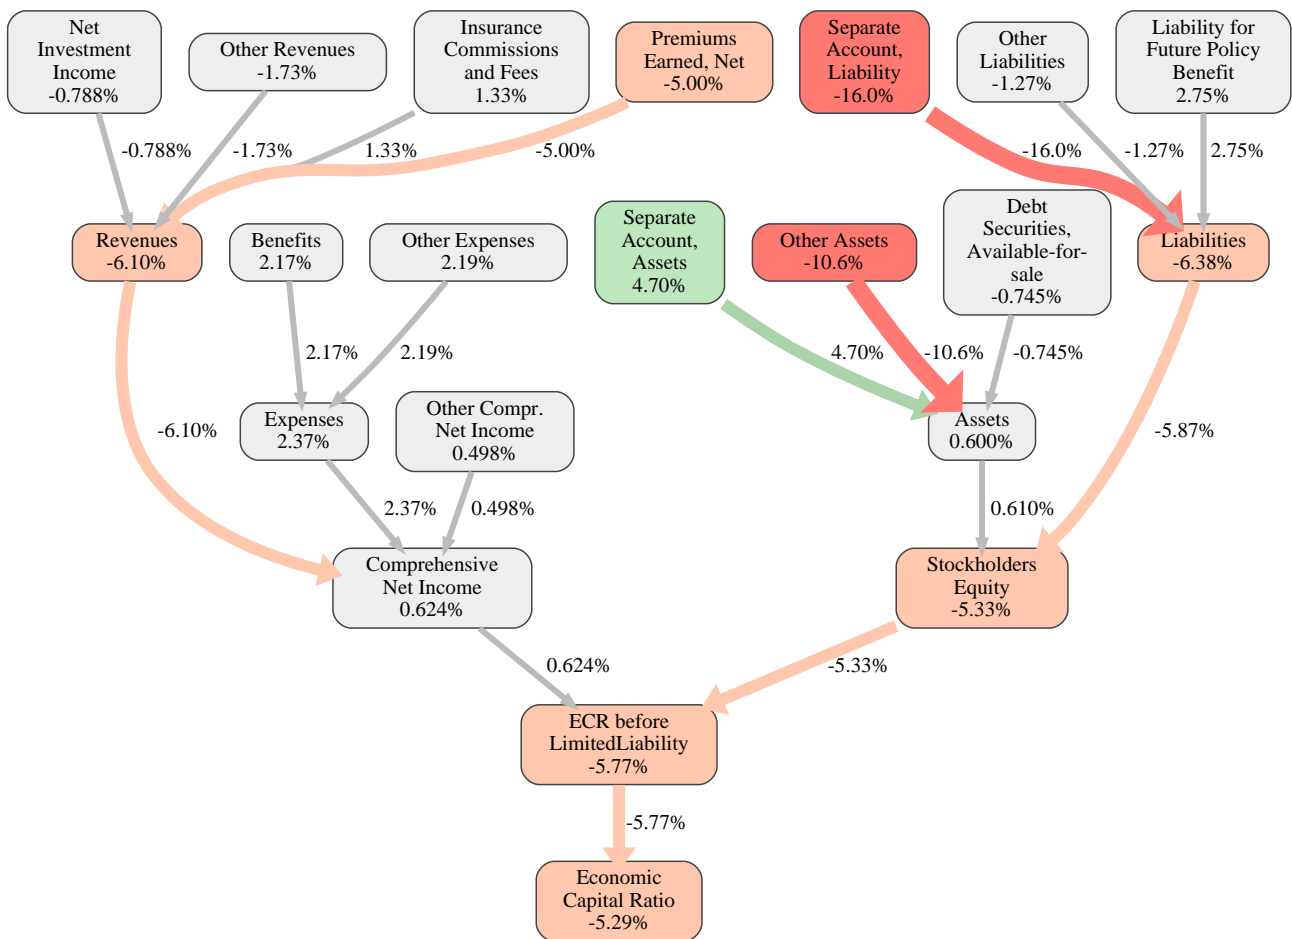 Net
Investment
Income
-0.788%
Other Revenues
-1.73%
Insurance
Commissions
and Fees
1.33%
Premiums
Earned, Net
-5.00%
Separate
Account,
Liability
-16.0%
Other
Liabilities
-1.27%
Liability for
Future Policy
Benefit
2.75%
-0.788%
-1.73%
1.33%
-5.00%
-16.0%
-1.27%
2.75%
Revenues
-6.10%
Benefits
2.17%
Other Expenses
2.19%
Separate
Account,
Assets
4.70%
Other Assets
-10.6%
Debt
Securities,
Available-for-
sale
-0.745%
Liabilities
-6.38%
2.17%
2.19%
4.70%
-10.6%
-0.745%
-6.10%
Expenses
2.37%
Other Compr.
Net Income
0.498%
Assets
0.600%
-5.87%
2.37%
0.498%
0.610%
Comprehensive
Net Income
0.624%
Stockholders
Equity
-5.33%
0.624%
-5.33%
ECR before
LimitedLiability
-5.77%
-5.77%
Economic
Capital Ratio
-5.29%